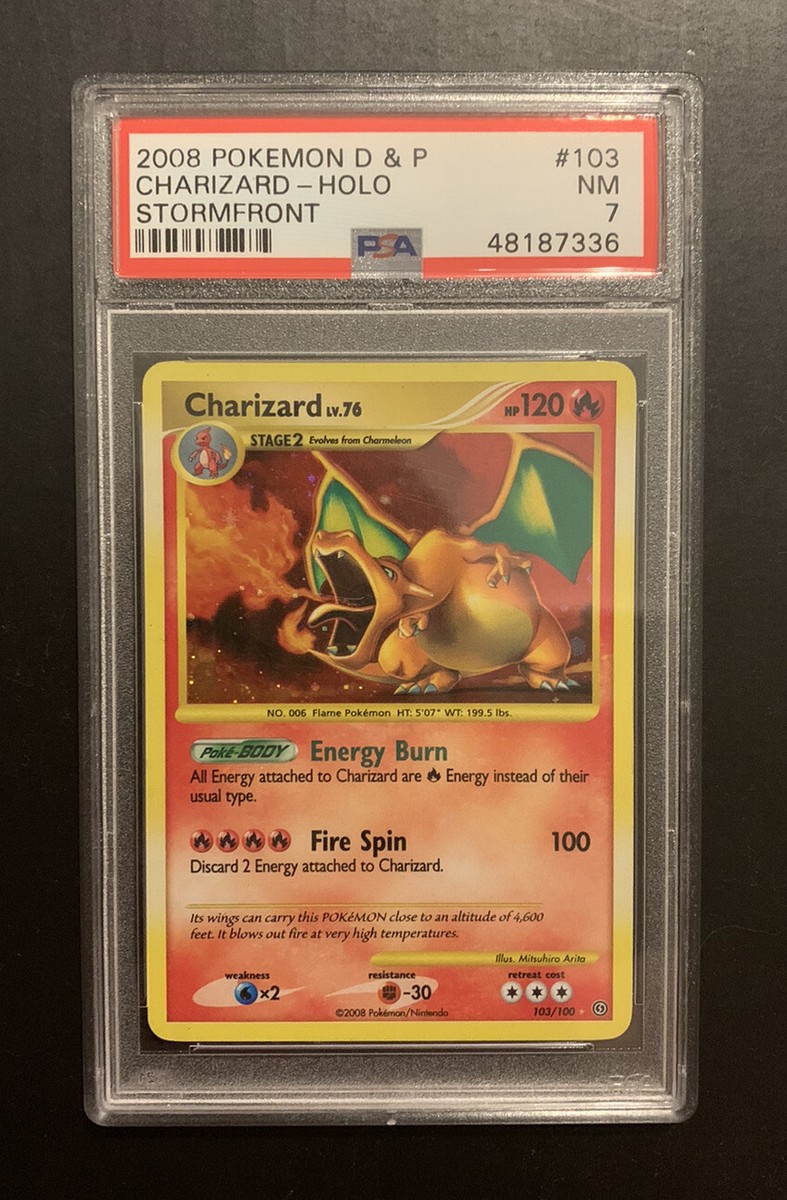 2008 POKEMON D & P #103
CHARIZARD - HOLO NM
STORMFRONT 7
PSA 48187336
Charizard LV.76 HP 120
STAGE 2 Evolves from Charmeleon
NO. 006 Flame Pokémon HT: 5'07" WT: 199.5 lbs.
Poké-BODY Energy Burn
All Energy attached to Charizard are Energy instead of their
usual type.
Fire Spin 100
Discard 2 Energy attached to Charizard.
Its wings can carry this POKéMON close to an altitude of 4,600
feet. It blows out fire at very high temperatures.
Illus. Mitsuhiro Arita
weakness resistance retreat cost
×2 -30
©2008 Pokémon/Nintendo 103/100